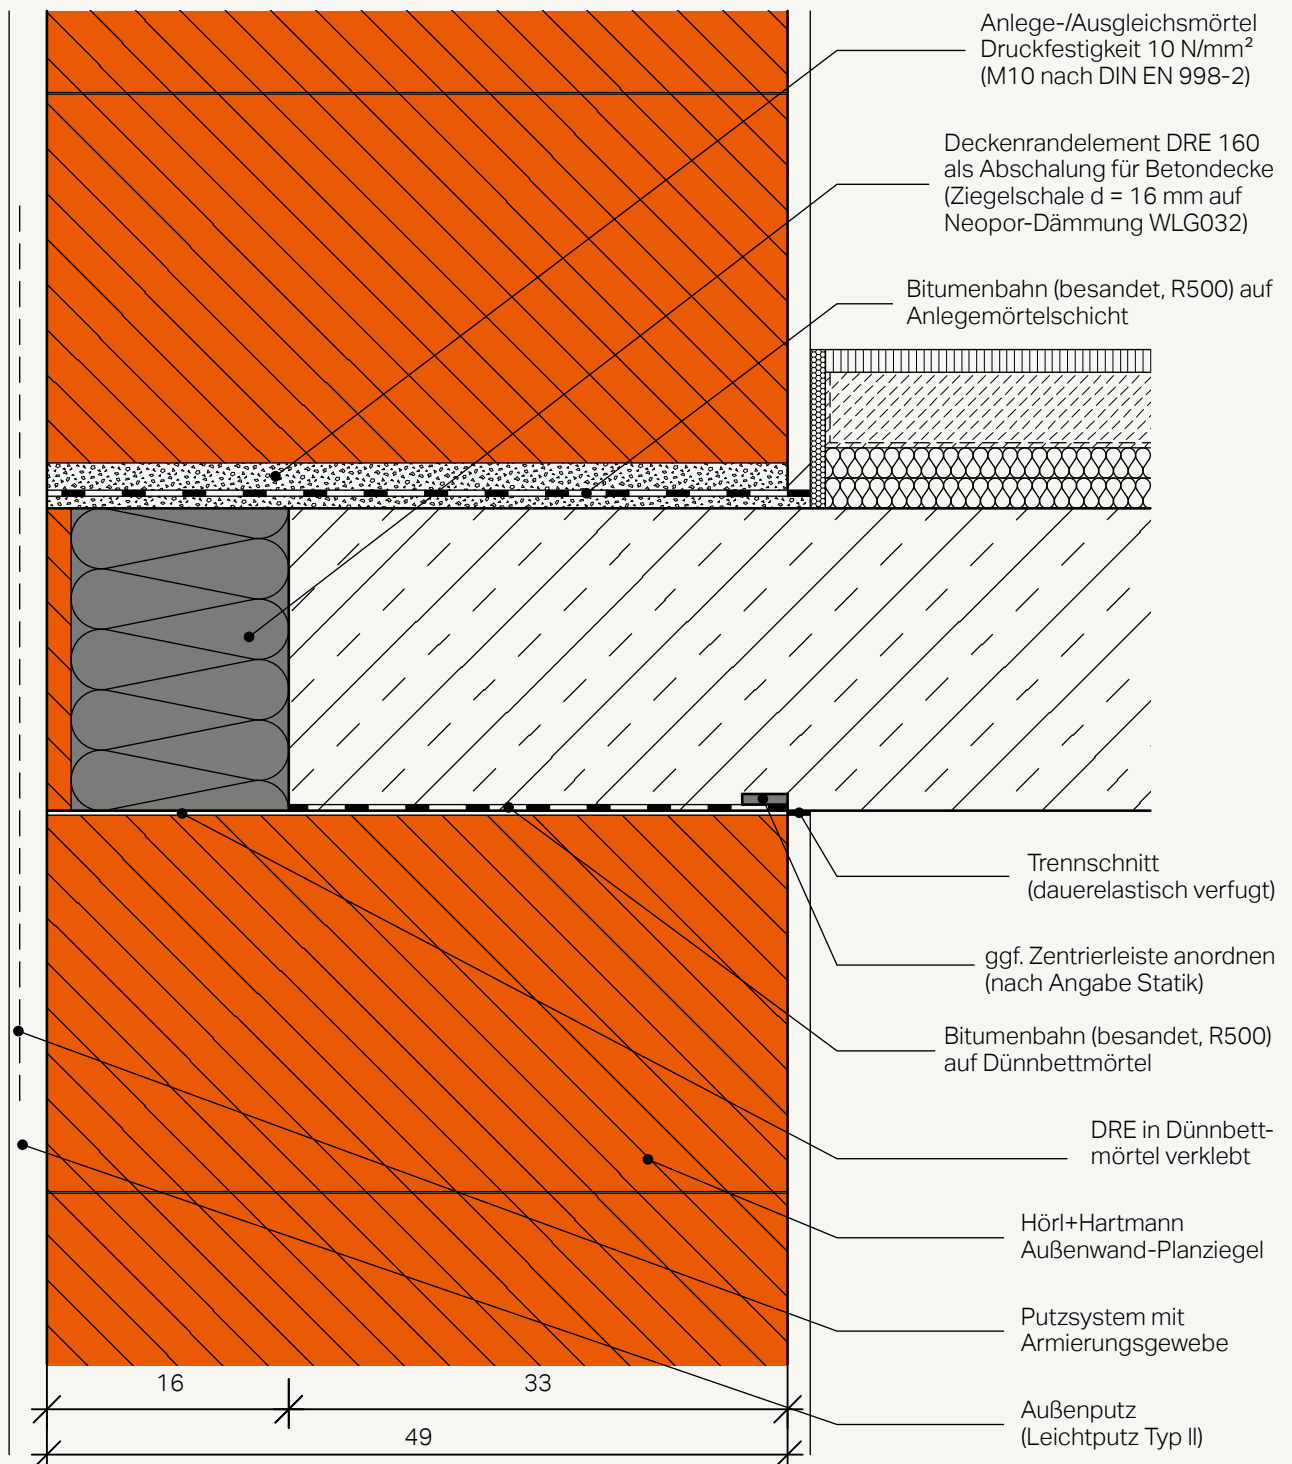 Anlege-/Ausgleichsmörtel
Druckfestigkeit 10 N/mm²
(M10 nach DIN EN 998-2)
Deckenrandelement DRE 160
als Abschalung für Betondecke
(Ziegelschale d = 16 mm auf
Neopor-Dämmung WLG032)
Bitumenbahn (besandet, R500) auf
Anlegemörtelschicht
Trennschnitt
(dauerelastisch verfugt)
ggf. Zentrierleiste anordnen
(nach Angabe Statik)
Bitumenbahn (besandet, R500)
auf Dünnbettmörtel
DRE in Dünnbett-
mörtel verklebt
Hörl+Hartmann
Außenwand-Planziegel
Putzsystem mit
Armierungsgewebe
Außenputz
(Leichtputz Typ II)
16 33
49